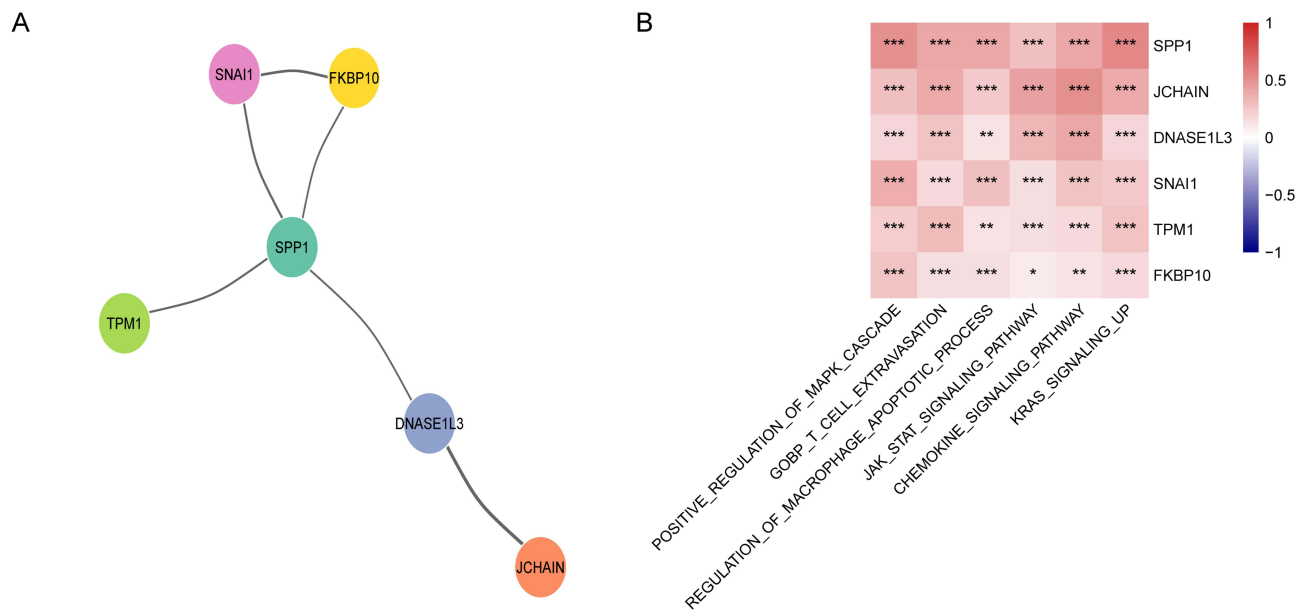 A
SNAI1
FKBP10
SPP1
TPM1
DNASE1L3
JCHAIN
B
*** *** *** *** *** *** SPP1
*** *** *** *** *** *** JCHAIN
*** *** ** *** *** *** DNASE1L3
*** *** *** *** *** *** SNAI1
*** *** ** *** *** *** TPM1
*** *** *** * ** *** FKBP10
1
0.5
0
−0.5
−1
POSITIVE_REGULATION_OF_MAPK_CASCADE
GOBP_T_CELL_EXTRAVASATION
REGULATION_OF_MACROPHAGE_APOPTOTIC_PROCESS
JAK_STAT_SIGNALING_PATHWAY
CHEMOKINE_SIGNALING_PATHWAY
KRAS_SIGNALING_UP